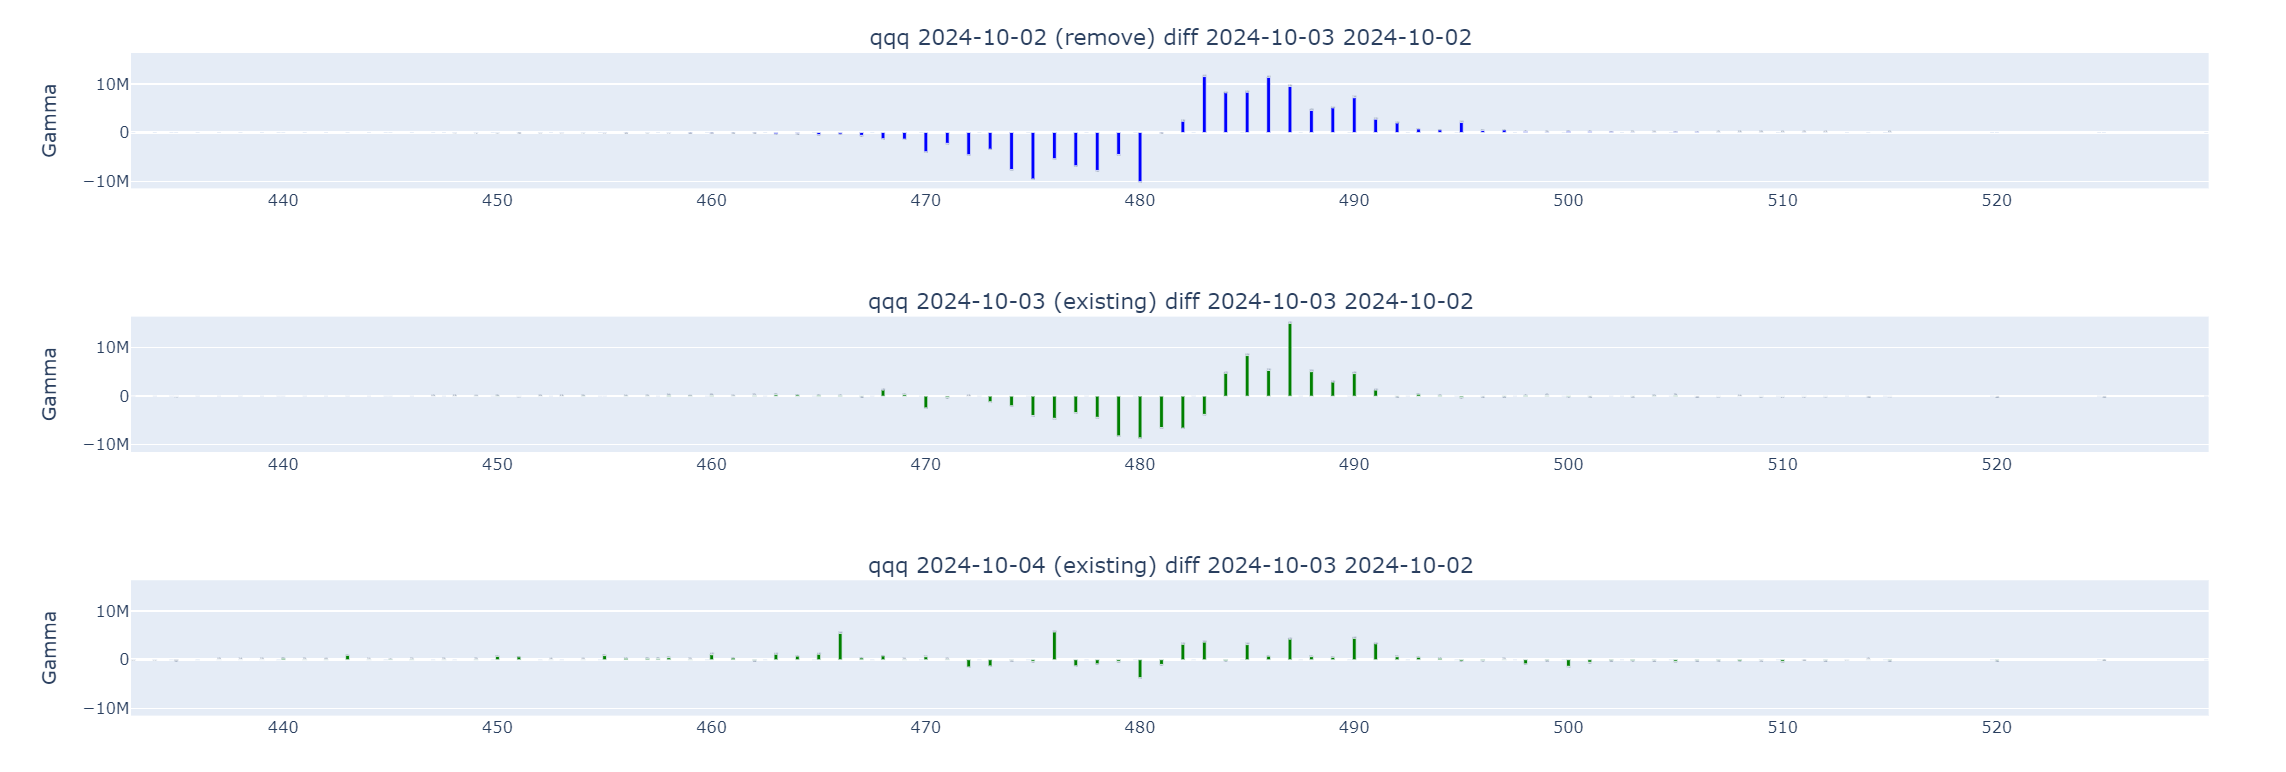 qqq 2024-10-02 (remove) diff 2024-10-03 2024-10-02
Gamma
10M
0
−10M
440 450 460 470 480 490 500 510 520
qqq 2024-10-03 (existing) diff 2024-10-03 2024-10-02
Gamma
10M
0
−10M
440 450 460 470 480 490 500 510 520
qqq 2024-10-04 (existing) diff 2024-10-03 2024-10-02
Gamma
10M
0
−10M
440 450 460 470 480 490 500 510 520